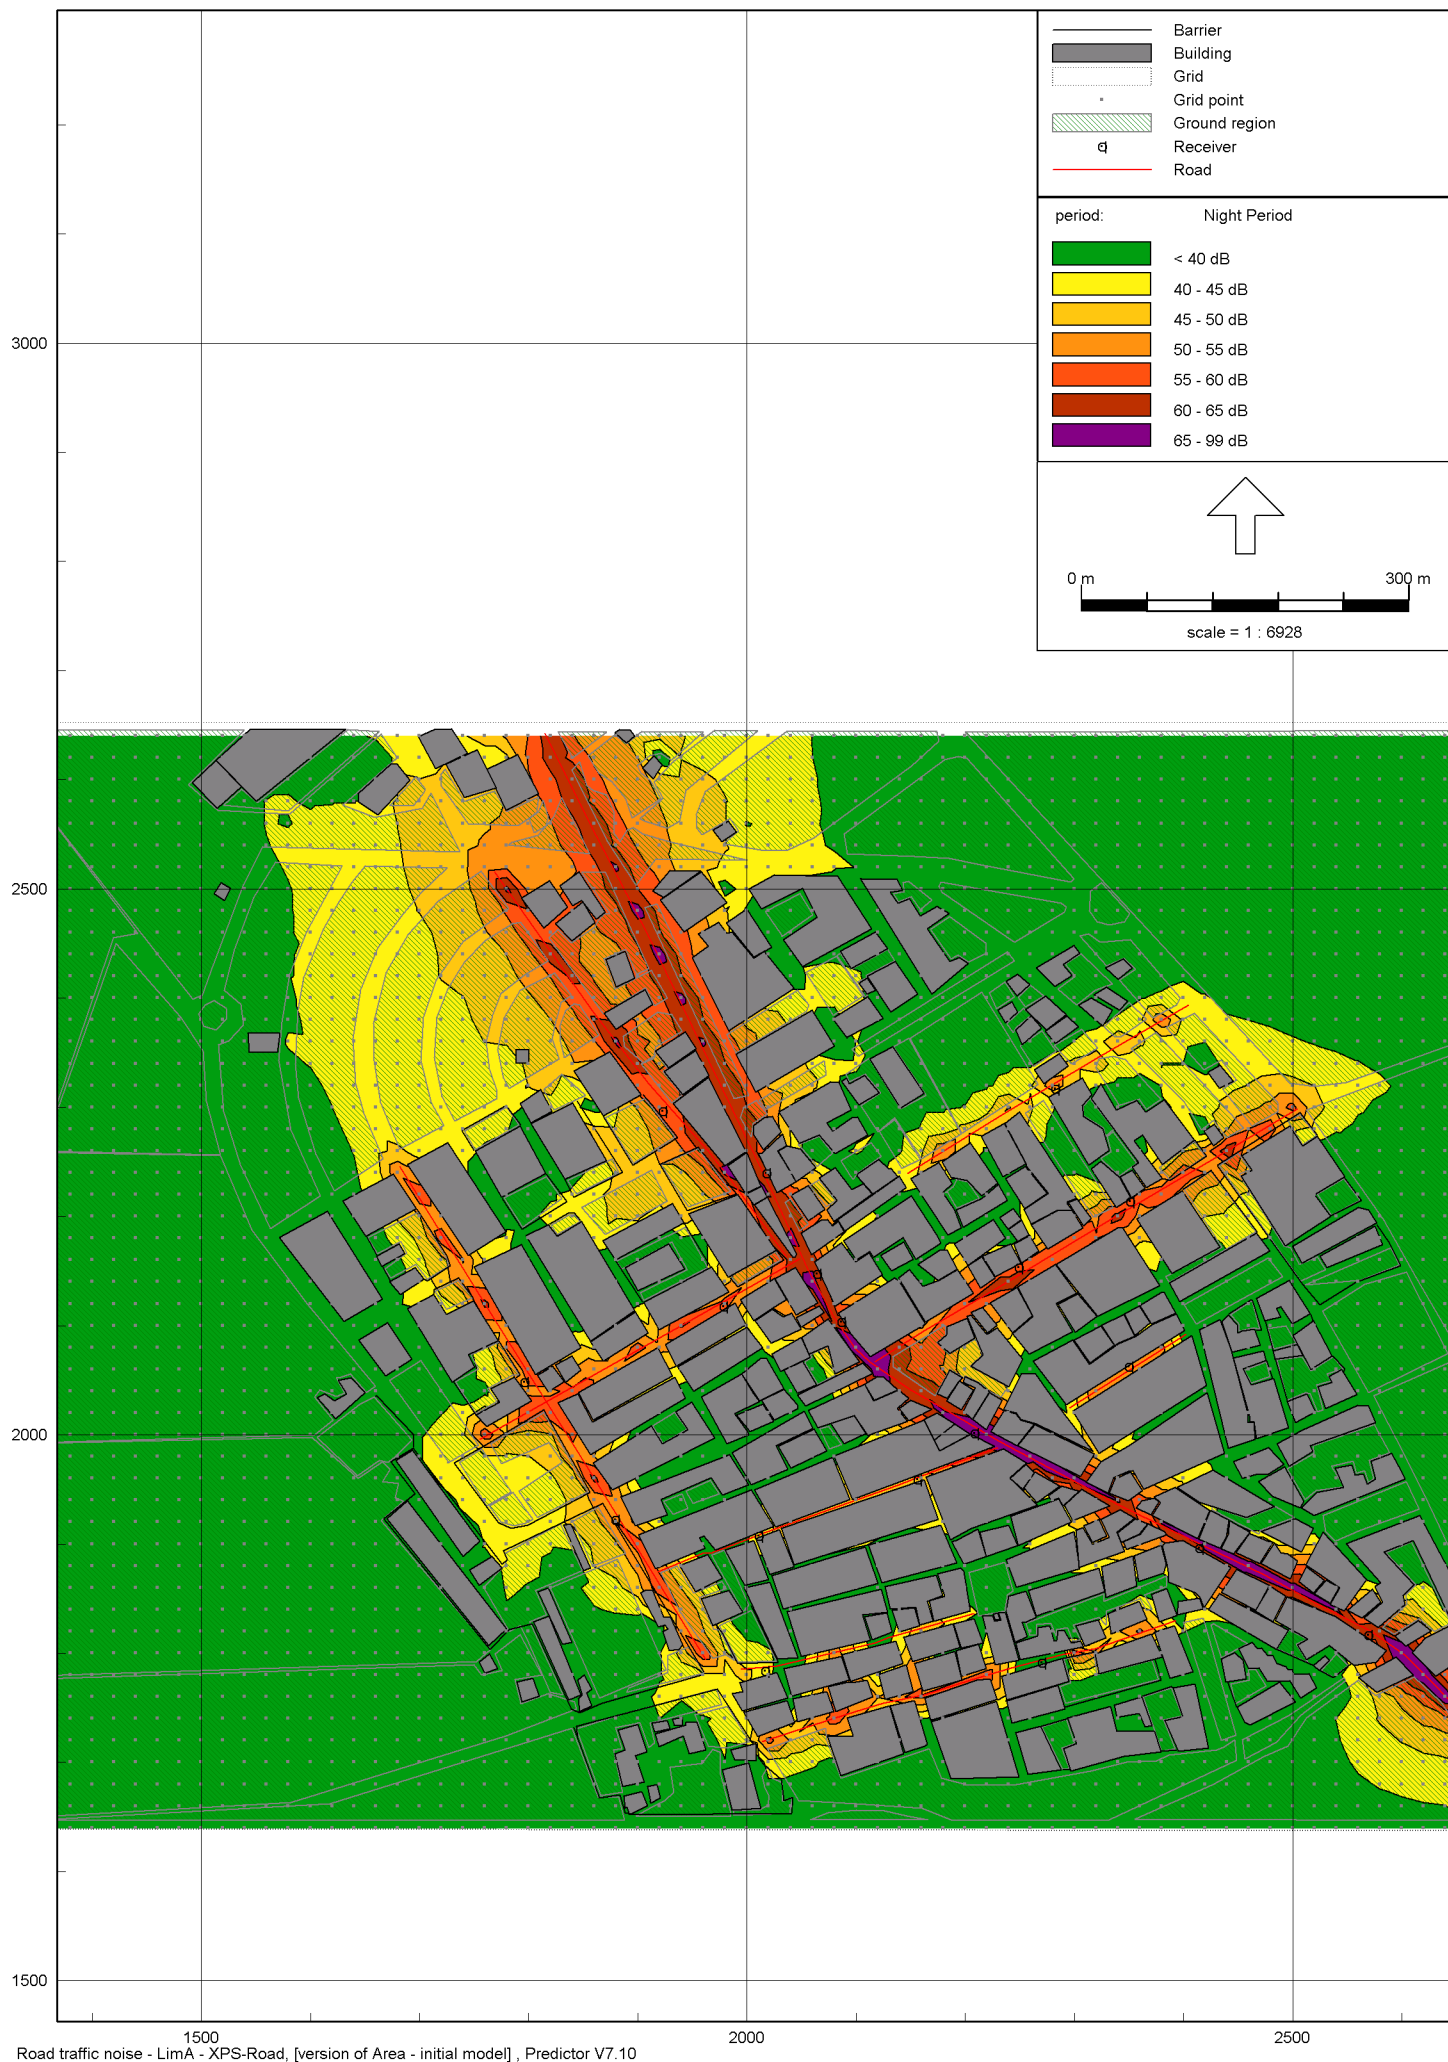 Barrier
Building
Grid
Grid point
Ground region
Receiver
Road
period: Night Period
< 40 dB
40 - 45 dB
45 - 50 dB
50 - 55 dB
55 - 60 dB
60 - 65 dB
65 - 99 dB
0 m 300 m
scale = 1 : 6928
3000
2500
2000
1500
1500 2000 2500
Road traffic noise - LimA - XPS-Road, [version of Area - initial model] , Predictor V7.10